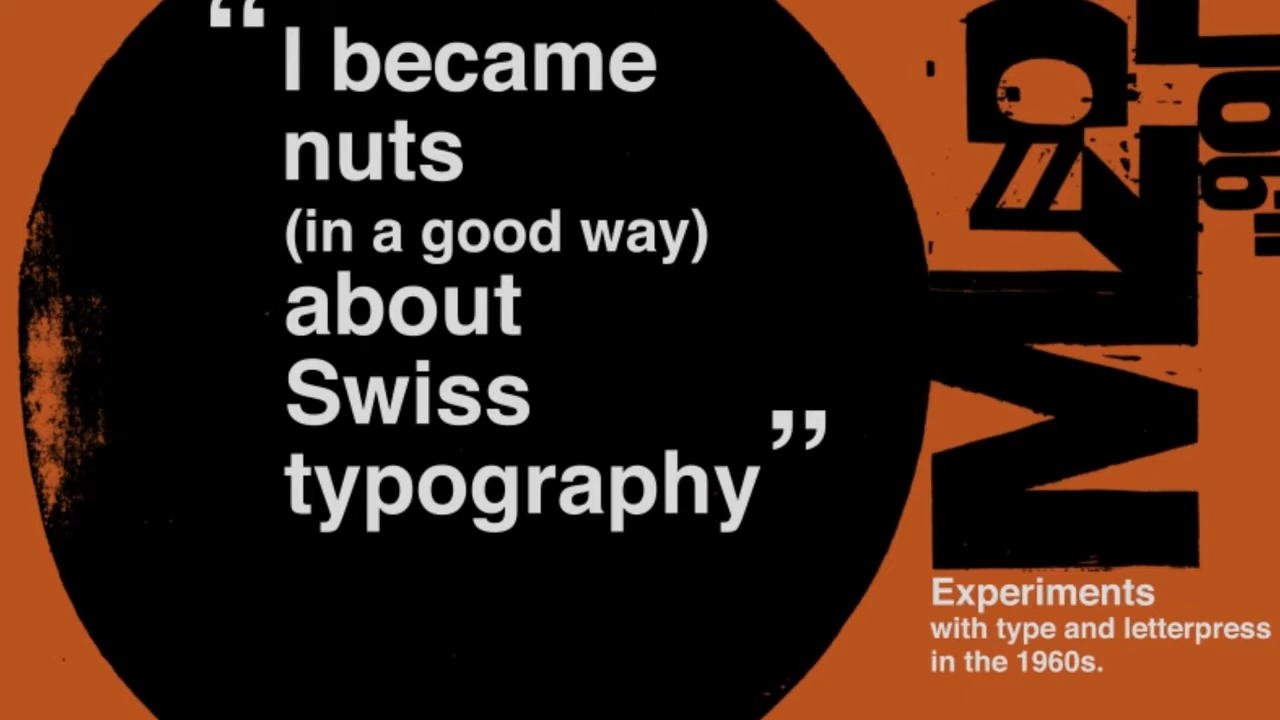 “I became
nuts
(in a good way)
about
Swiss
typography”
Experiments
with type and letterpress
in the 1960s.